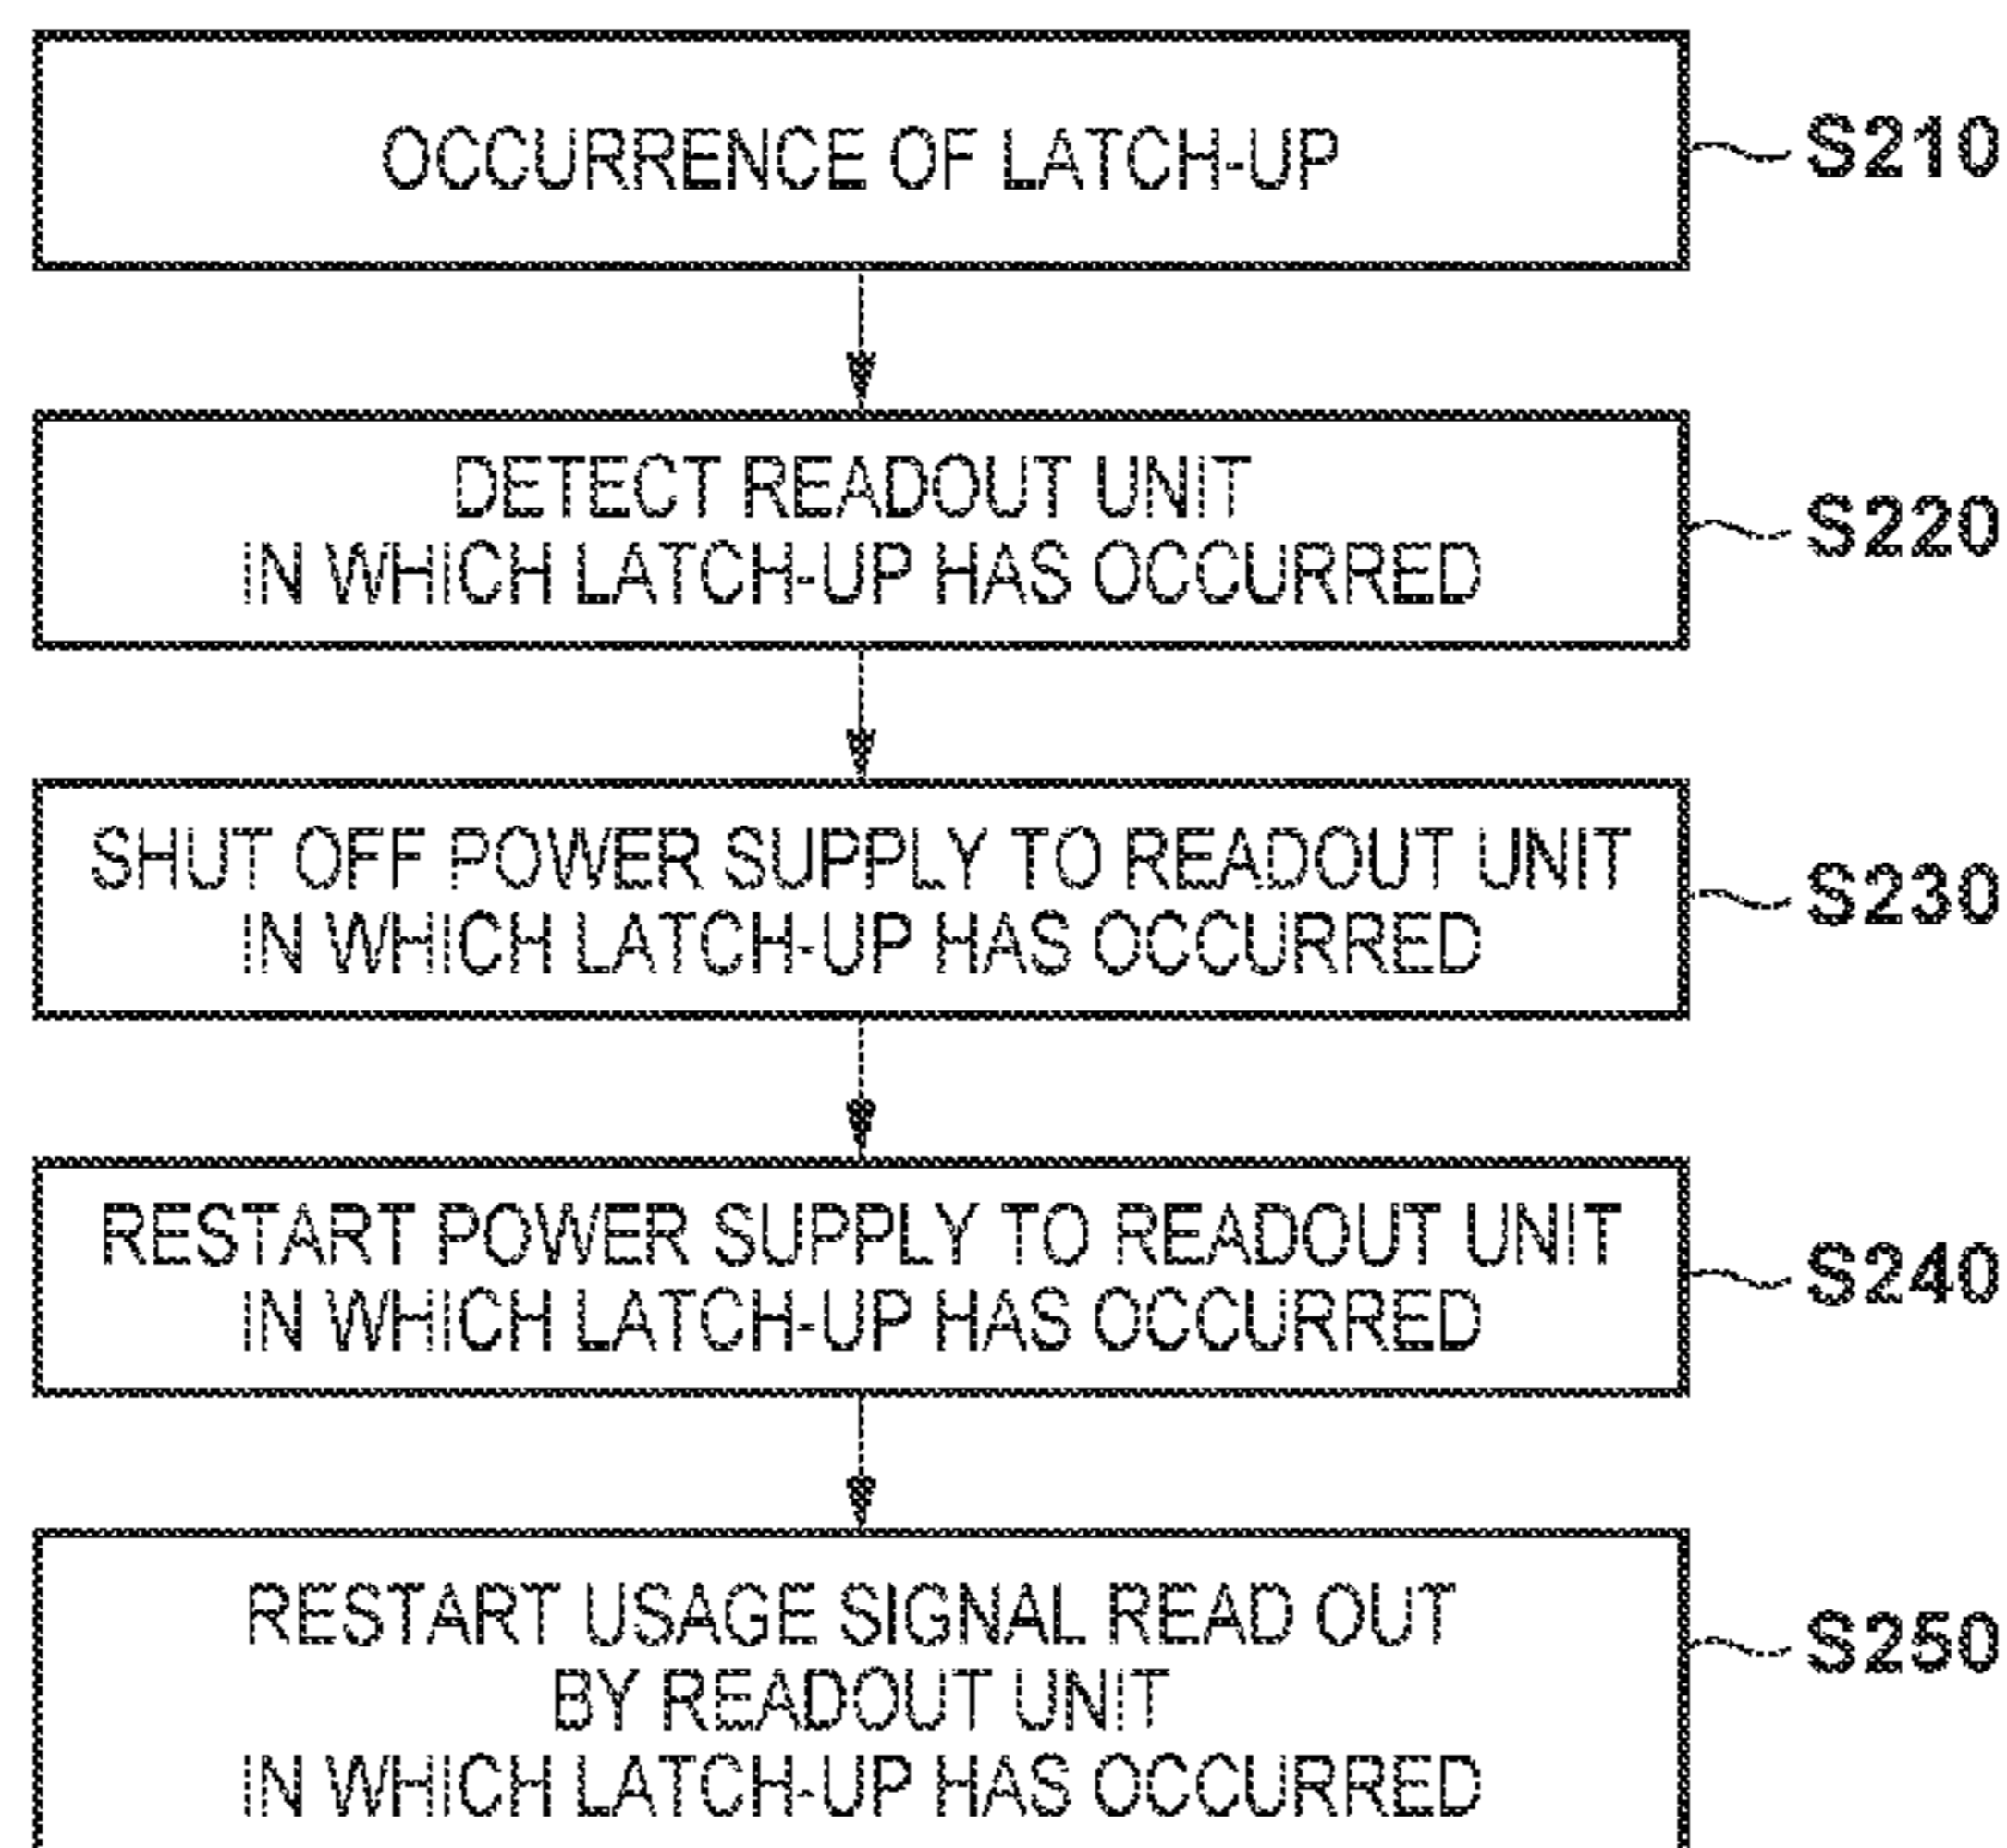 OCCURRENCE OF LATCH-UP
S210
DETECT READOUT UNIT
IN WHICH LATCH-UP HAS OCCURRED
S220
SHUT OFF POWER SUPPLY TO READOUT UNIT
IN WHICH LATCH-UP HAS OCCURRED
S230
RESTART POWER SUPPLY TO READOUT UNIT
IN WHICH LATCH-UP HAS OCCURRED
S240
RESTART USAGE SIGNAL READ OUT
BY READOUT UNIT
IN WHICH LATCH-UP HAS OCCURRED
S250